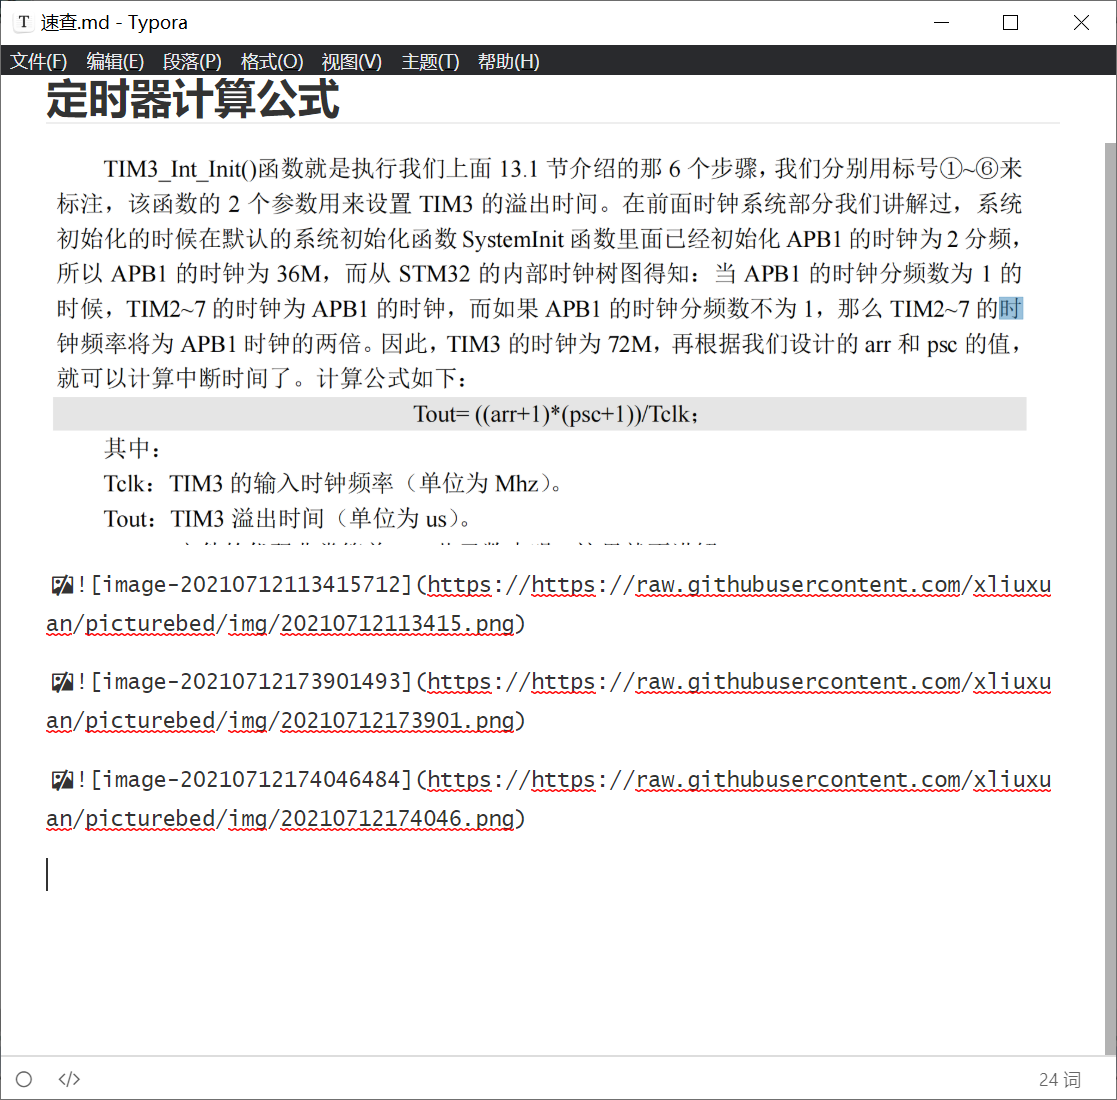 T 速查.md - Typora
文件(F) 编辑(E) 段落(P) 格式(O) 视图(V) 主题(T) 帮助(H)
定时器计算公式
TIM3_Int_Init()函数就是执行我们上面 13.1 节介绍的那 6 个步骤，我们分别用标号①~⑥来
标注，该函数的 2 个参数用来设置 TIM3 的溢出时间。在前面时钟系统部分我们讲解过，系统
初始化的时候在默认的系统初始化函数 SystemInit 函数里面已经初始化 APB1 的时钟为 2 分频，
所以 APB1 的时钟为 36M，而从 STM32 的内部时钟树图得知：当 APB1 的时钟分频数为 1 的
时候，TIM2~7 的时钟为 APB1 的时钟，而如果 APB1 的时钟分频数不为 1，那么 TIM2~7 的时
钟频率将为 APB1 时钟的两倍。因此，TIM3 的时钟为 72M，再根据我们设计的 arr 和 psc 的值，
就可以计算中断时间了。计算公式如下：
Tout= ((arr+1)*(psc+1))/Tclk；
其中：
Tclk：TIM3 的输入时钟频率（单位为 Mhz）。
Tout：TIM3 溢出时间（单位为 us）。
![image-20210712113415712](https://https://raw.githubusercontent.com/xliuxu
an/picturebed/img/20210712113415.png)
![image-20210712173901493](https://https://raw.githubusercontent.com/xliuxu
an/picturebed/img/20210712173901.png)
![image-20210712174046484](https://https://raw.githubusercontent.com/xliuxu
an/picturebed/img/20210712174046.png)
</> 24 词